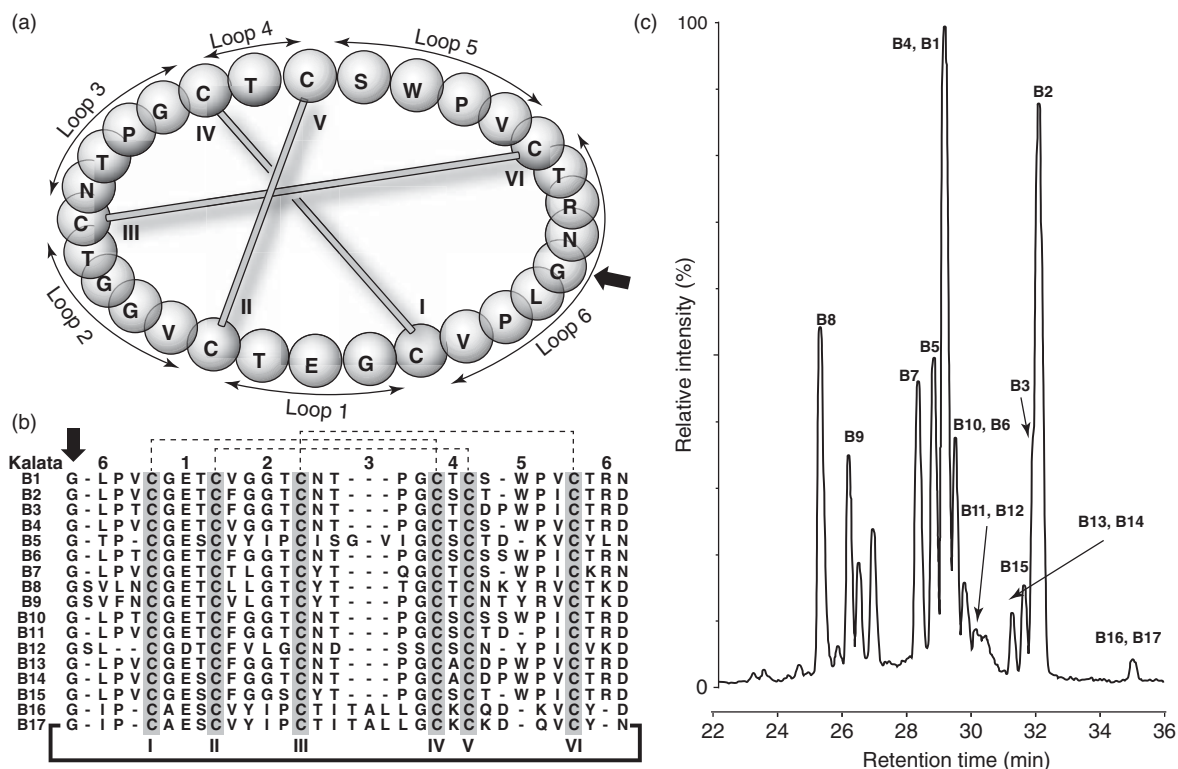 (a)
Loop 4
Loop 5
Loop 3
C T C S W P V C T R N G L P V C G E T C V G G T C N T P G
IV
V
VI
III
II
I
Loop 2
Loop 6
Loop 1
(b)
Kalata 6 1 2 3 4 5 6
B1 G - L P V C G E T C V G G T C N T - - - P G C T C S - W P V C T R N
B2 G - L P V C G E T C F G G T C N T - - - P G C S C T - W P I C T R D
B3 G - L P T C G E T C F G G T C N T - - - P G C T C D P W P I C T R D
B4 G - L P V C G E T C V G G T C N T - - - P G C T C S - W P V C T R D
B5 G - T P - C G E S C V Y I P C I S G - V I G C S C T D - K V C Y L N
B6 G - L P T C G E T C F G G T C N T - - - P G C S C S S W P I C T R N
B7 G - L P V C G E T C T L G T C Y T - - - Q G C T C S - W P I C K R N
B8 G S V L N C G E T C L L G T C Y T - - - T G C T C N K Y R V C T K D
B9 G S V F N C G E T C V L G T C Y T - - - P G C T C N T Y R V C T K D
B10 G - L P T C G E T C F G G T C N T - - - P G C S C S S W P I C T R D
B11 G - L P V C G E T C F G G T C N T - - - P G C S C T D - P I C T R D
B12 G S L - - C G D T C F V L G C N D - - - S S C S C N - Y P I C V K D
B13 G - L P V C G E T C F G G T C N T - - - P G C A C D P W P V C T R D
B14 G - L P V C G E S C F G G T C N T - - - P G C A C D P W P V C T R D
B15 G - L P V C G E S C F G G S C Y T - - - P G C S C T - W P I C T R D
B16 G - I P - C A E S C V Y I P C T I T A L L G C K C Q D - K V C Y - D
B17 G - I P - C A E S C V Y I P C T I T A L L G C K C K D - Q V C Y - N
I II III IV V VI
(c)
100
Relative intensity (%)
0
B4, B1
B2
B8
B5
B7
B3
B9
B10, B6
B11, B12
B13, B14
B15
B16, B17
22 24 26 28 30 32 34 36
Retention time (min)